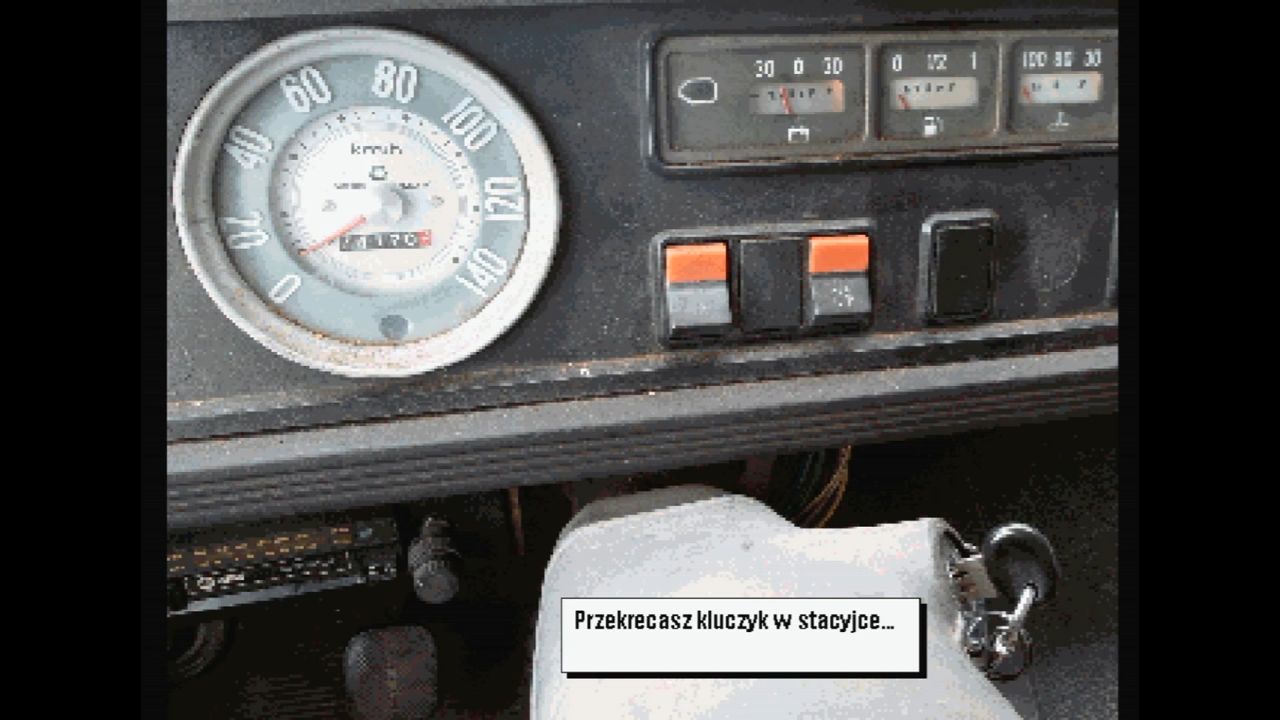 30 0 30
0 1/2 1
60 80 100
40 120
20 140
0
km/h
Przekrecasz kluczyk w stacyjce...